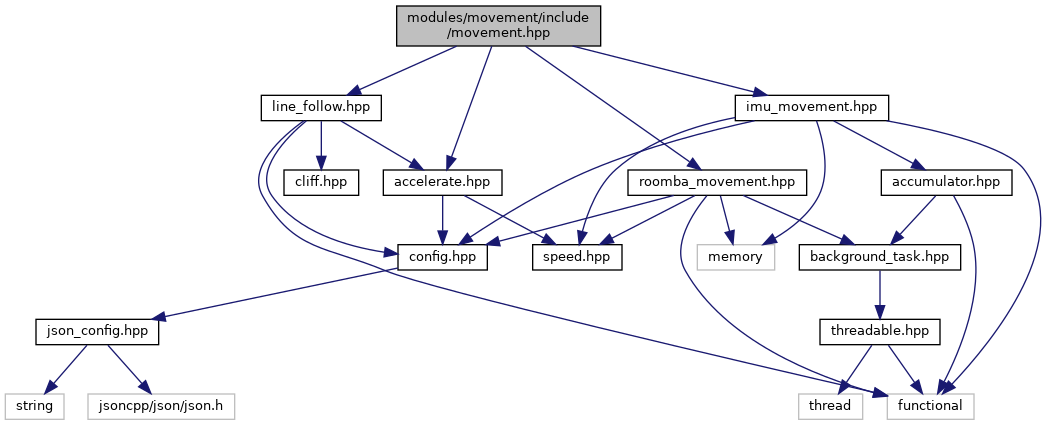 modules/movement/include
/movement.hpp
line_follow.hpp
imu_movement.hpp
cliff.hpp
accelerate.hpp
roomba_movement.hpp
accumulator.hpp
config.hpp
speed.hpp
memory
background_task.hpp
json_config.hpp
threadable.hpp
string
jsoncpp/json/json.h
thread
functional